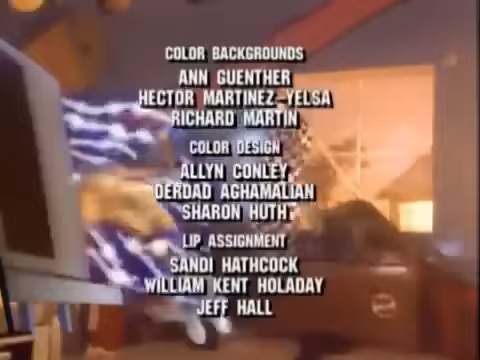 COLOR BACKGROUNDS
ANN GUENTHER
HECTOR MARTINEZ-YELSA
RICHARD MARTIN
COLOR DESIGN
ALLYN CONLEY
DERDAD AGHAMALIAN
SHARON HUTH
LIP ASSIGNMENT
SANDI HATHCOCK
WILLIAM KENT HOLADAY
JEFF HALL